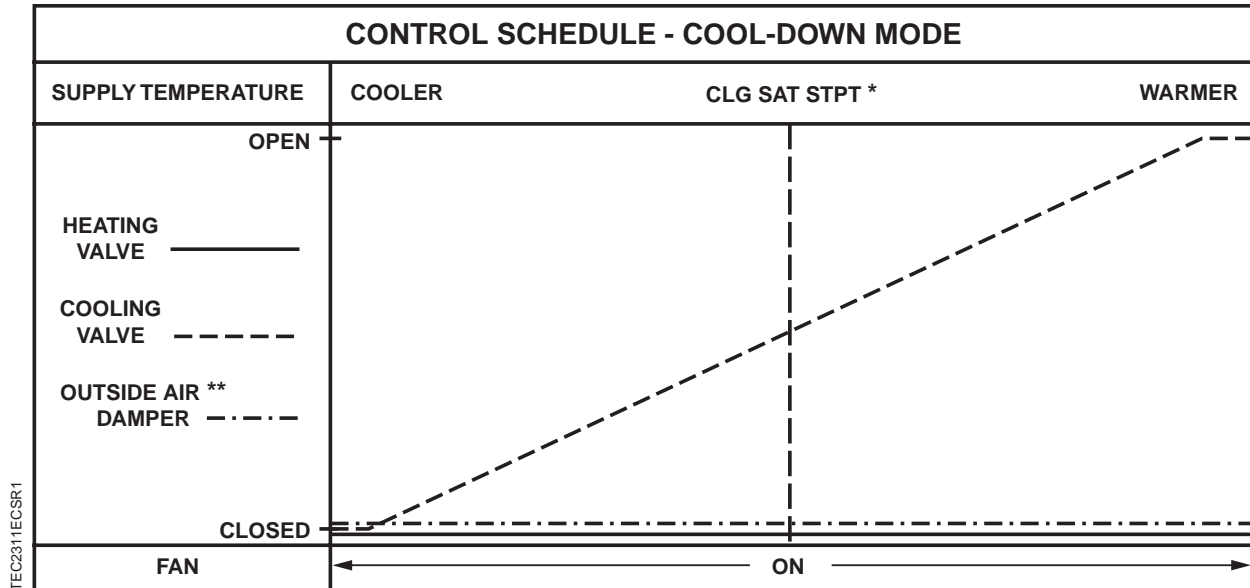 CONTROL SCHEDULE - COOL-DOWN MODE
SUPPLY TEMPERATURE
COOLER
CLG SAT STPT *
WARMER
OPEN
HEATING
VALVE
COOLING
VALVE
OUTSIDE AIR **
DAMPER
CLOSED
FAN
ON
TEC2311ECSR1